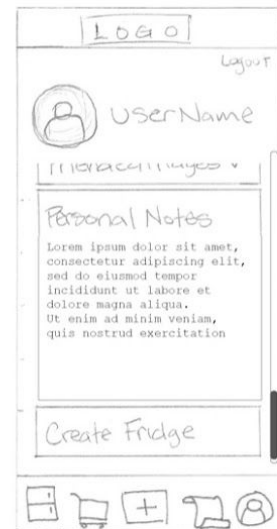 LOGO
Logout
UserName
Personal Notes
Lorem ipsum dolor sit amet,
consectetur adipiscing elit,
sed do eiusmod tempor
incididunt ut labore et
dolore magna aliqua.
Ut enim ad minim veniam,
quis nostrud exercitation
Create Fridge